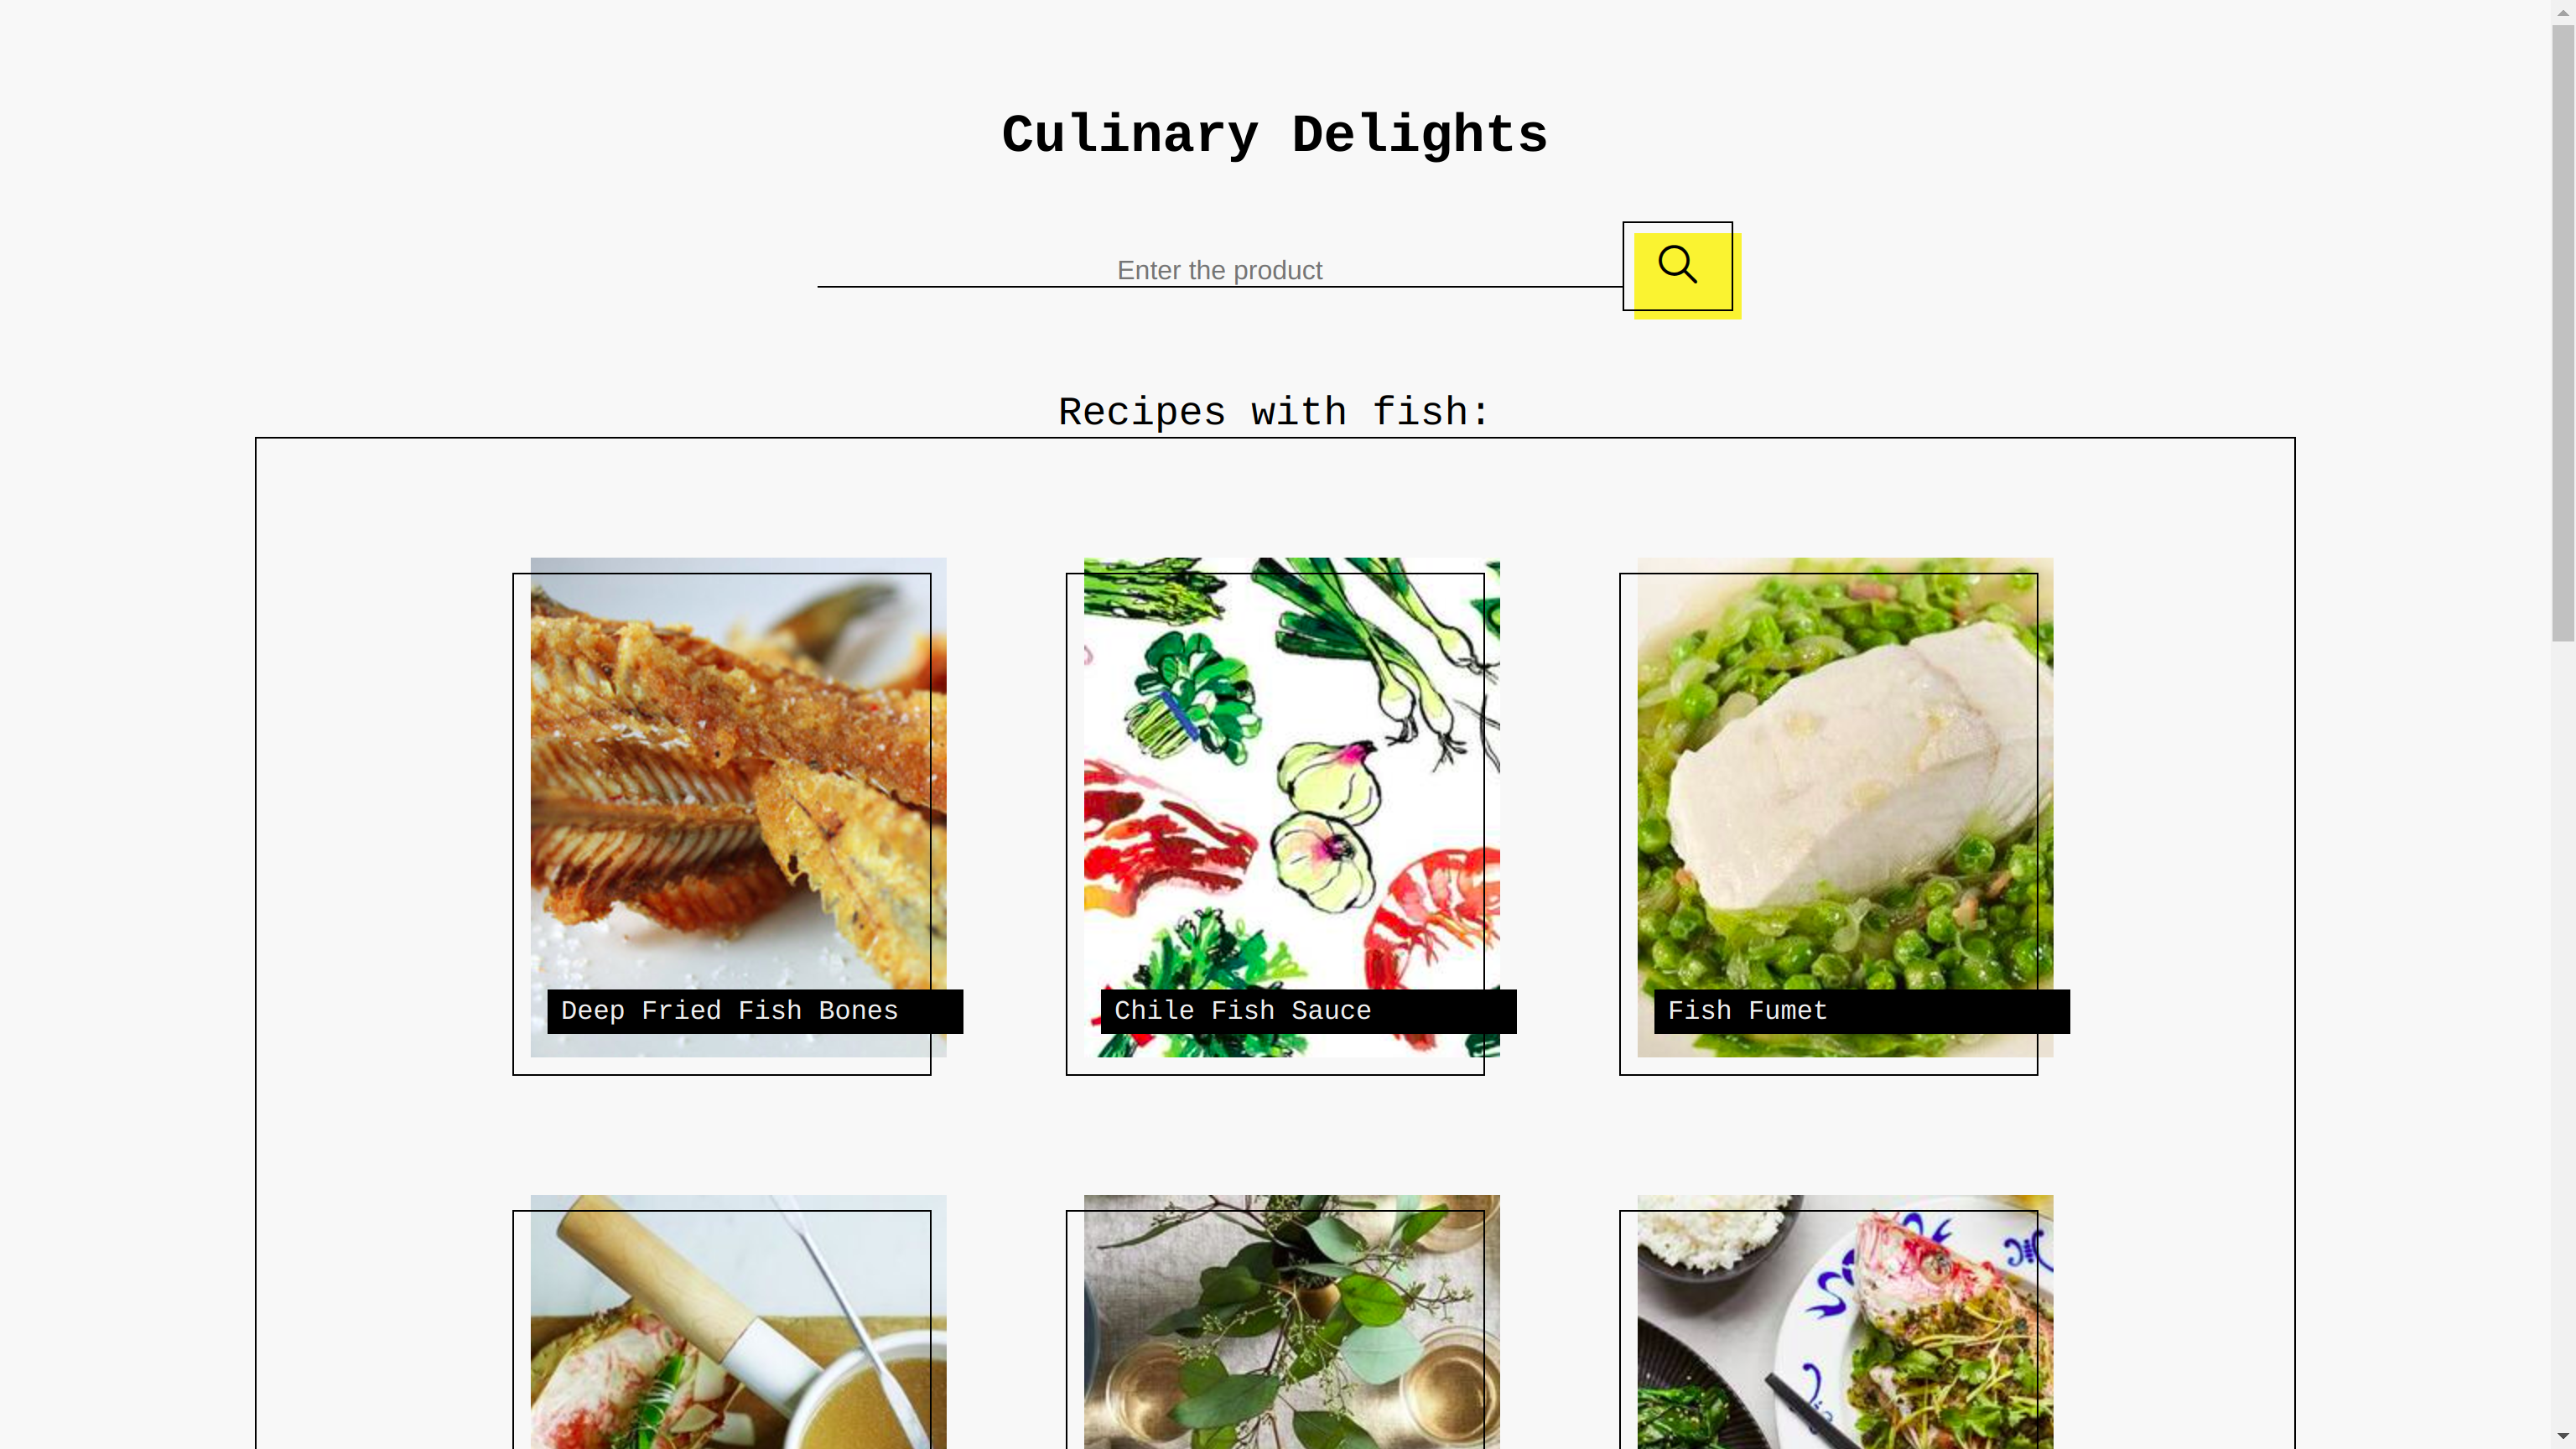 Culinary Delights
Enter the product
Recipes with fish:
Deep Fried Fish Bones
Chile Fish Sauce
Fish Fumet